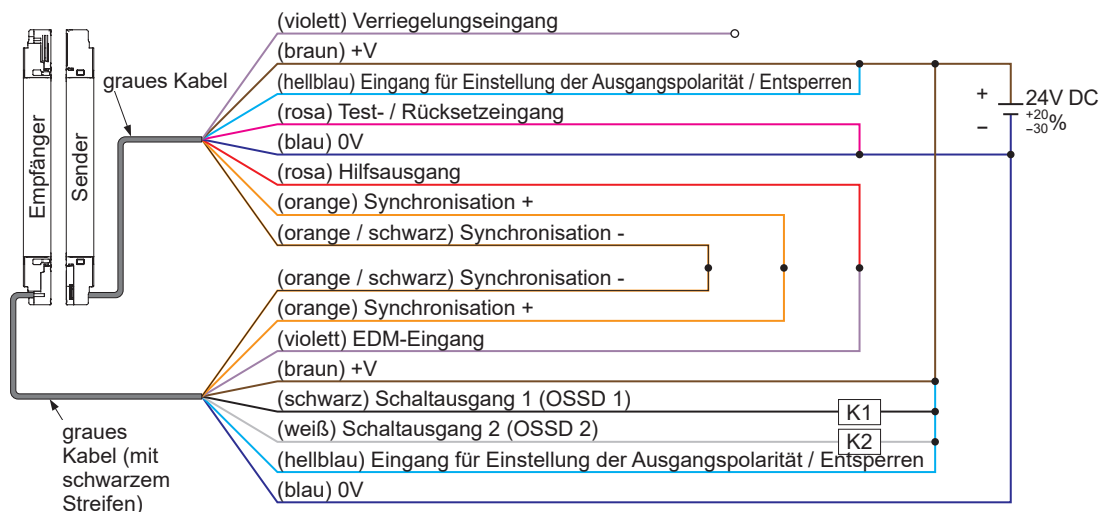 (violett) Verriegelungseingang
(braun) +V
graues Kabel
(hellblau) Eingang für Einstellung der Ausgangspolarität / Entsperren
(rosa) Test- / Rücksetzeingang
(blau) 0V
+
24V DC
+20
–30 %
–
Empfänger
Sender
(rosa) Hilfsausgang
(orange) Synchronisation +
(orange / schwarz) Synchronisation -
(orange / schwarz) Synchronisation -
(orange) Synchronisation +
(violett) EDM-Eingang
(braun) +V
(schwarz) Schaltausgang 1 (OSSD 1)
K1
(weiß) Schaltausgang 2 (OSSD 2)
K2
(hellblau) Eingang für Einstellung der Ausgangspolarität / Entsperren
(blau) 0V
graues
Kabel (mit
schwarzem
Streifen)